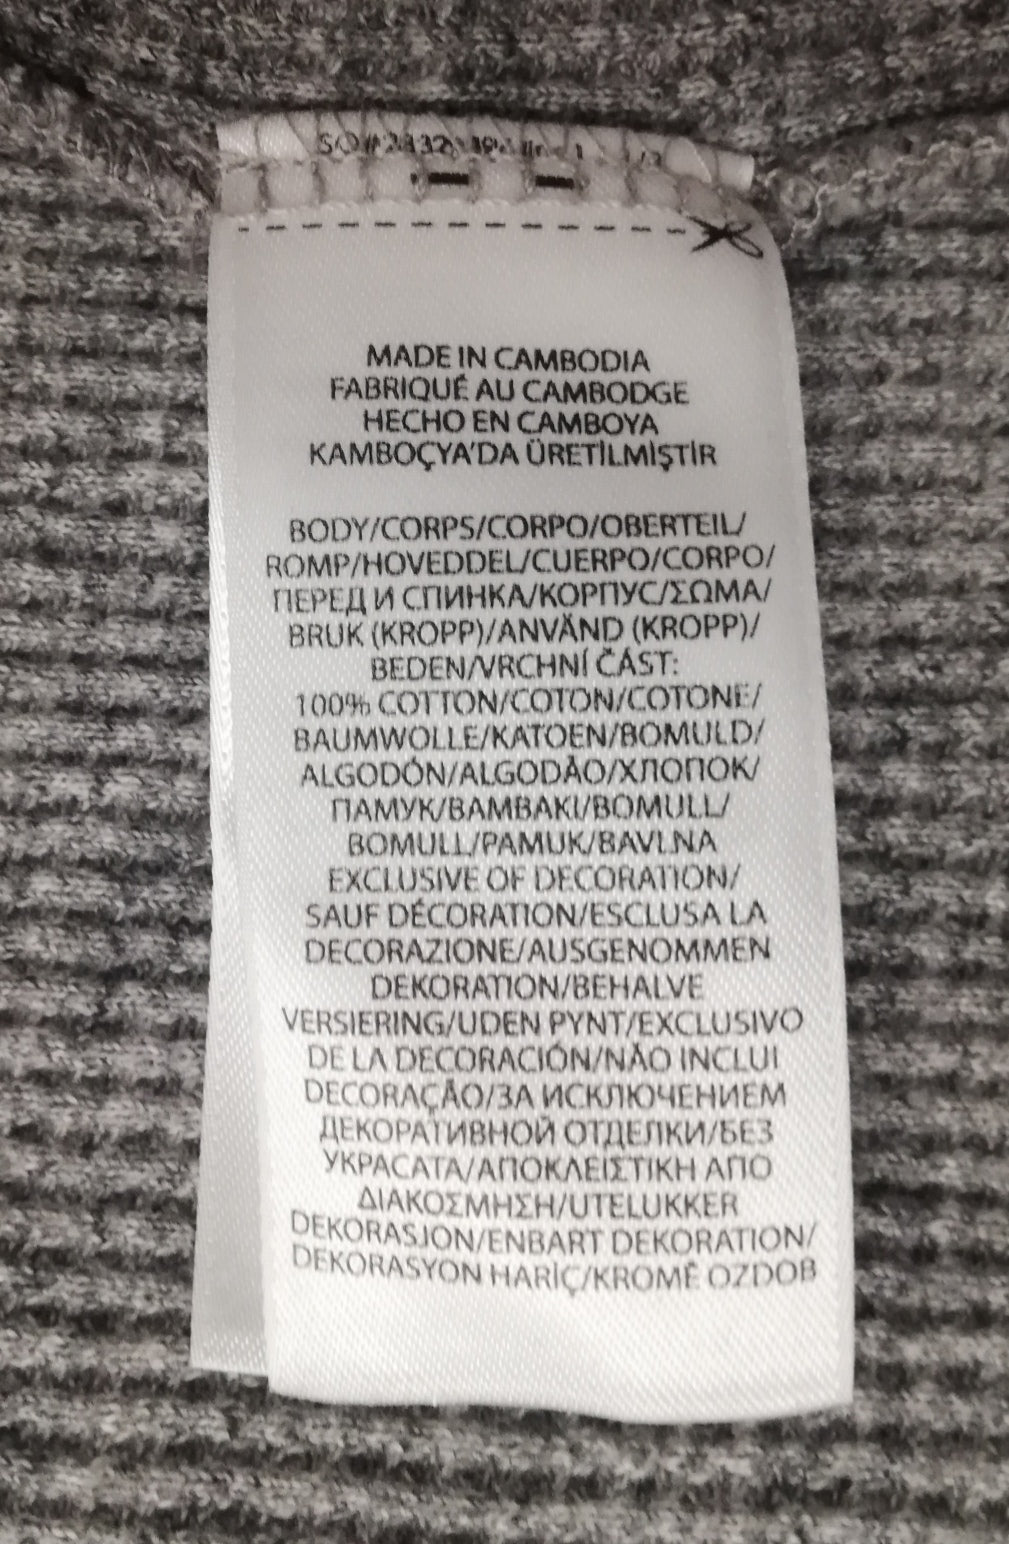 MADE IN CAMBODIA
FABRIQUÉ AU CAMBODGE
HECHO EN CAMBOYA
KAMBOÇYA'DA ÜRETİLMİŞTİR
BODY/CORPS/CORPO/OBERTEIL/
ROMP/HOVEDDEL/CUERPO/CORPO/
ПЕРЕД И СПИНКА/КОРПУС/ΣΩΜΑ/
BRUK (KROPP)/ANVÄND (KROPP)/
BEDEN/VRCHNÍ ČÁST:
100% COTTON/COTON/COTONE/
BAUMWOLLE/KATOEN/BOMULD/
ALGODÓN/ALGODÃO/ХЛОПОК/
ПАМУК/ΒΑΜΒΑΚΙ/BOMULL/
BOMULL/PAMUK/BAVLNA
EXCLUSIVE OF DECORATION/
SAUF DÉCORATION/ESCLUSA LA
DECORAZIONE/AUSGENOMMEN
DEKORATION/BEHALVE
VERSIERING/UDEN PYNT/EXCLUSIVO
DE LA DECORACIÓN/NÃO INCLUI
DECORAÇÃO/ЗА ИСКЛЮЧЕНИЕМ
ДЕКОРАТИВНОЙ ОТДЕЛКИ/БЕЗ
УКРАСАТА/ΑΠΟΚΛΕΙΣΤΙΚΗ ΑΠΟ
ΔΙΑΚΟΣΜΗΣΗ/UTELUKKER
DEKORASJON/ENBART DEKORATION/
DEKORASYON HARİÇ/KROMĚ OZDOB